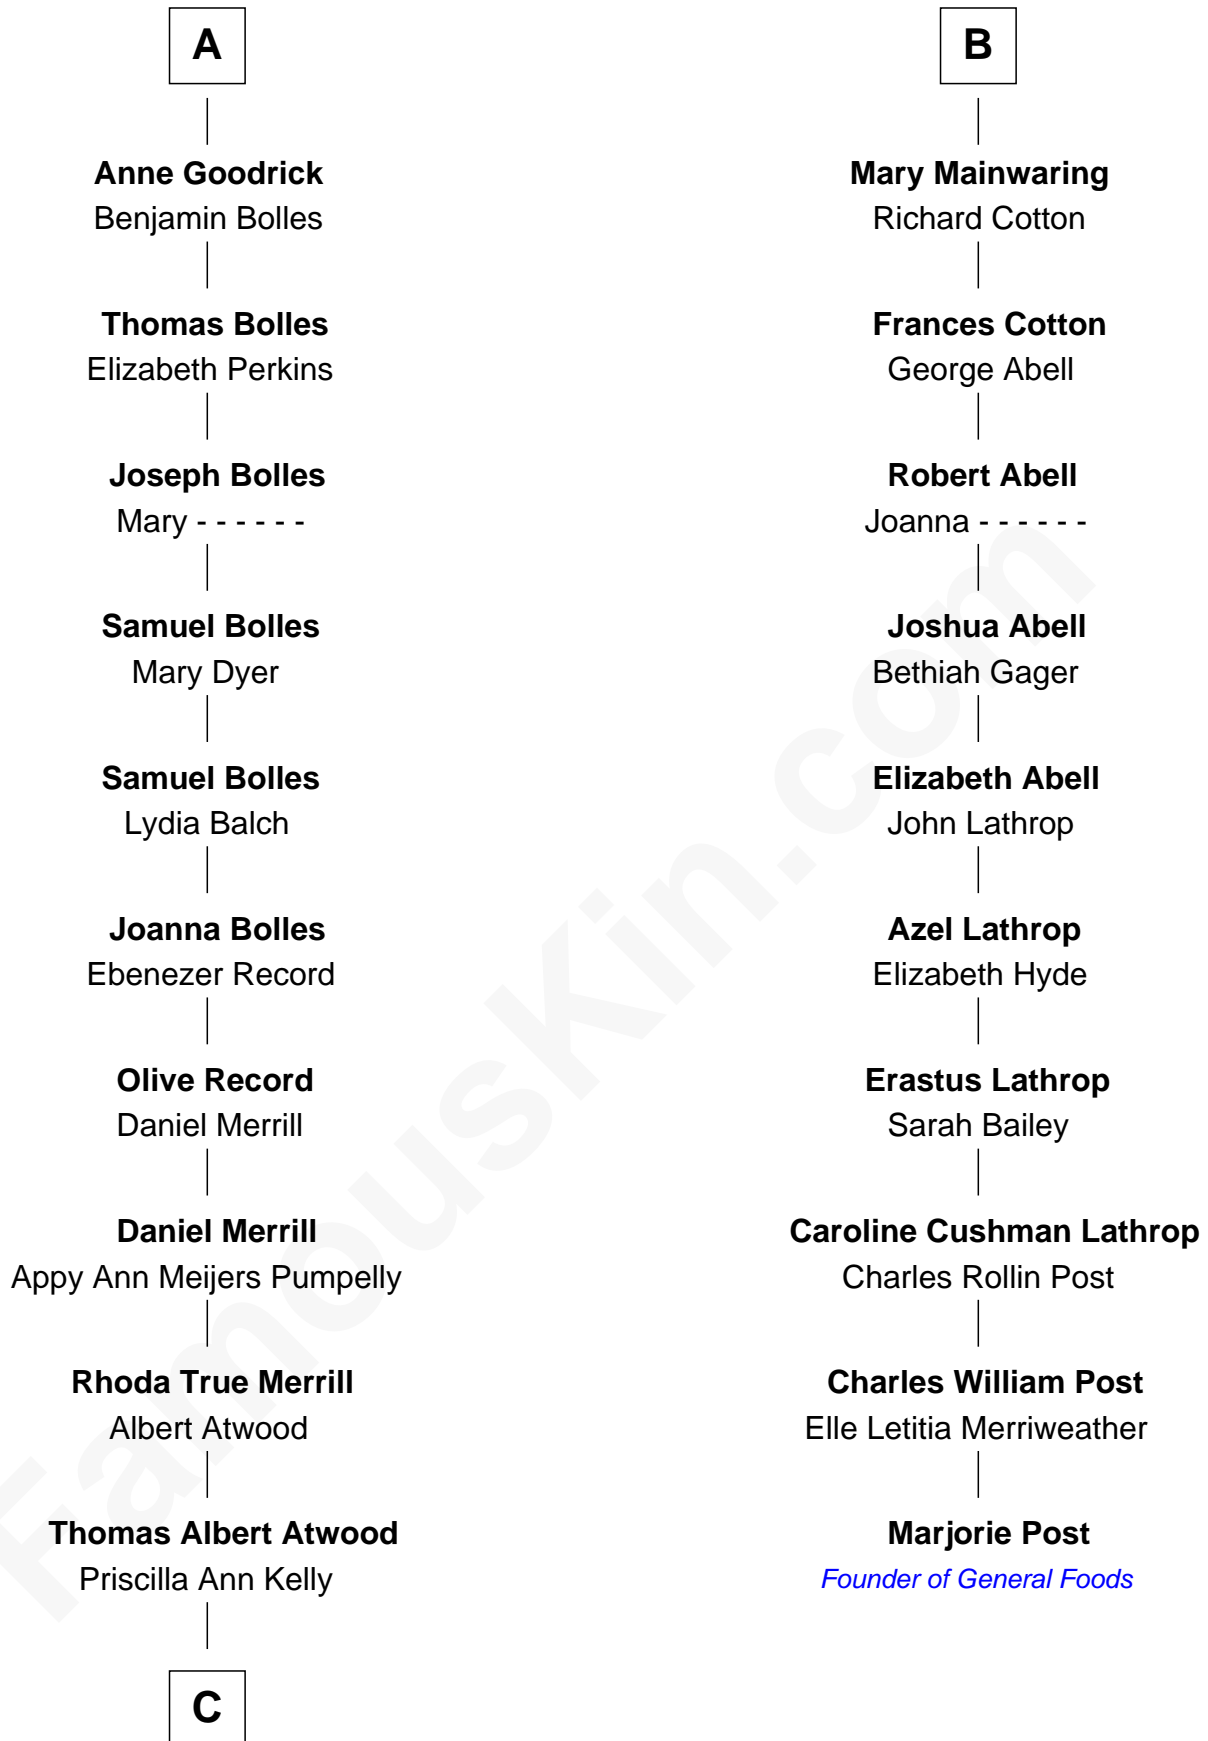 A
Anne Goodrick
Benjamin Bolles
Thomas Bolles
Elizabeth Perkins
Joseph Bolles
Mary - - - - - -
Samuel Bolles
Mary Dyer
Samuel Bolles
Lydia Balch
Joanna Bolles
Ebenezer Record
Olive Record
Daniel Merrill
Daniel Merrill
Appy Ann Meijers Pumpelly
Rhoda True Merrill
Albert Atwood
Thomas Albert Atwood
Priscilla Ann Kelly
C
B
Mary Mainwaring
Richard Cotton
Frances Cotton
George Abell
Robert Abell
Joanna - - - - - -
Joshua Abell
Bethiah Gager
Elizabeth Abell
John Lathrop
Azel Lathrop
Elizabeth Hyde
Erastus Lathrop
Sarah Bailey
Caroline Cushman Lathrop
Charles Rollin Post
Charles William Post
Elle Letitia Merriweather
Marjorie Post
Founder of General Foods
FamousKin.com